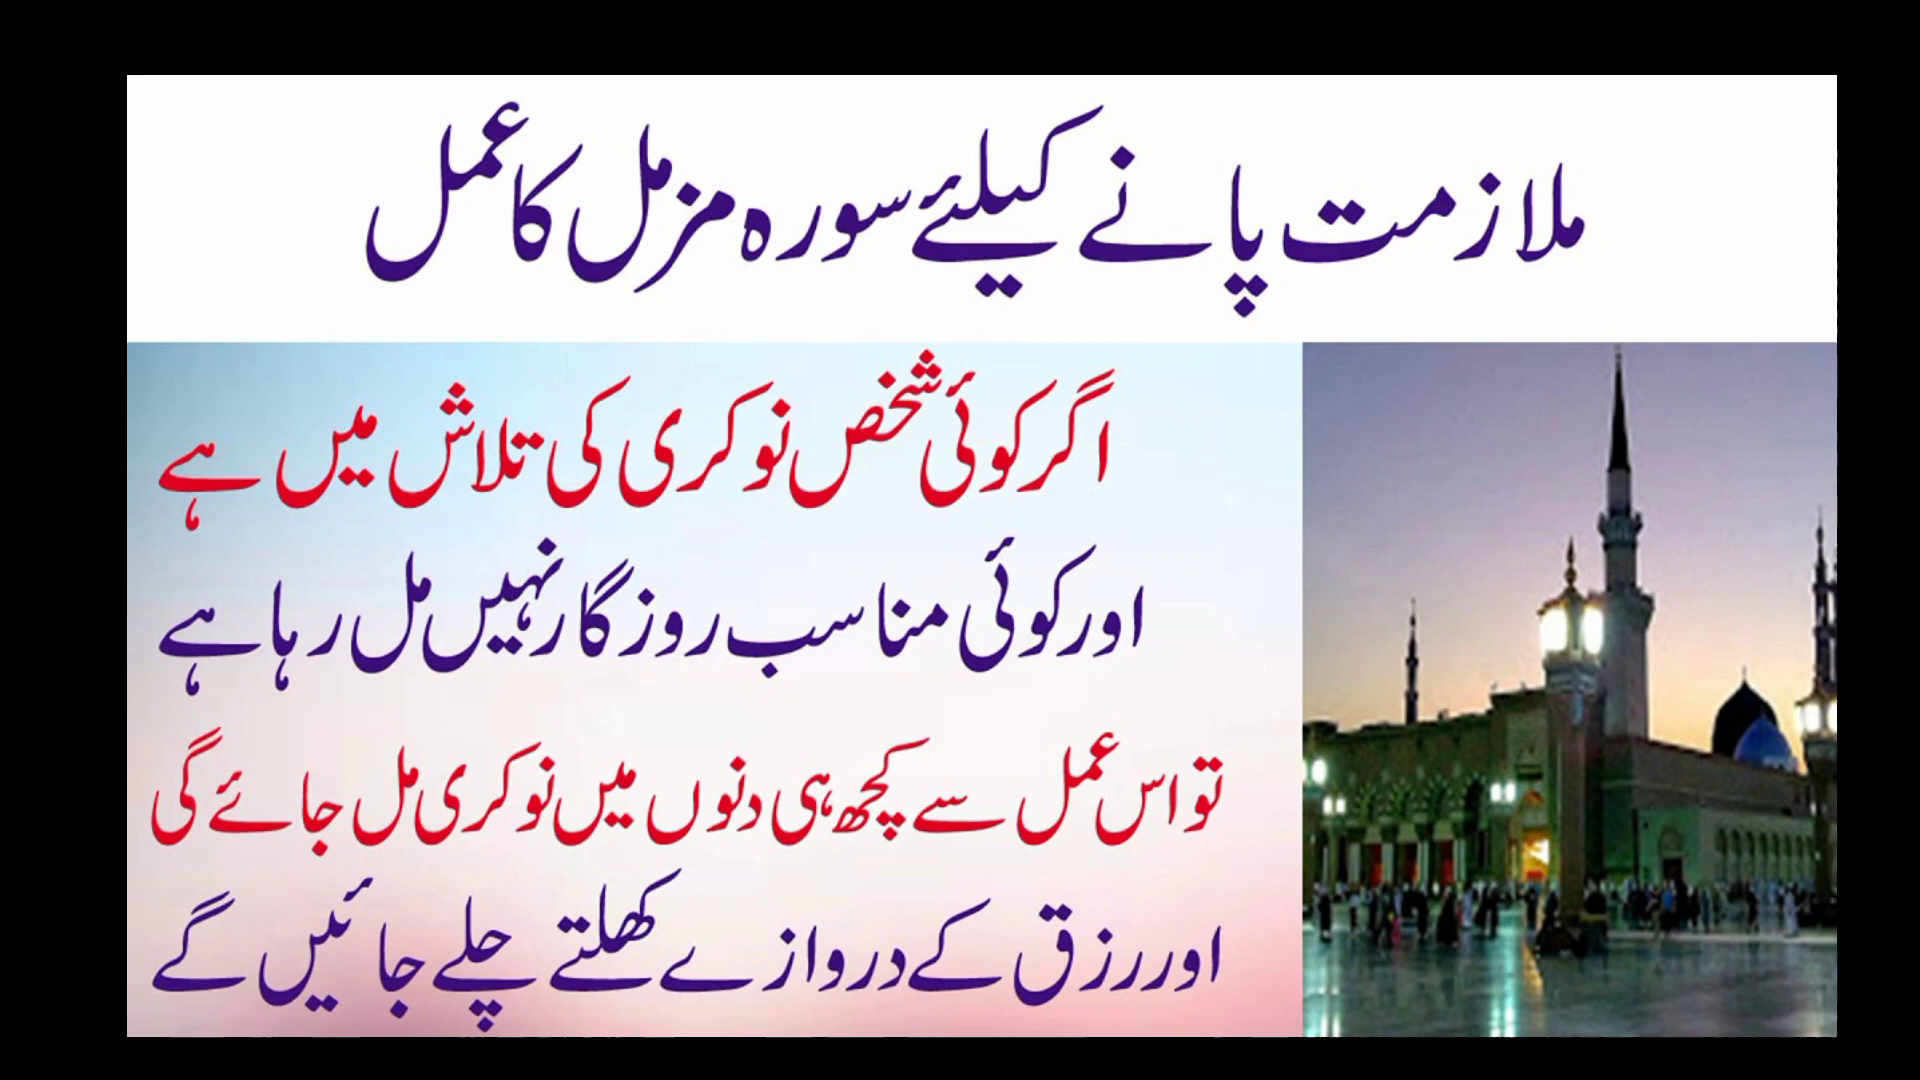 ملازمت پانے کیلئے سورہ مزمل کا عمل
اگر کوئی شخص نوکری کی تلاش میں ہے
اور کوئی مناسب روزگار نہیں مل رہا ہے
تو اس عمل سے کچھ ہی دنوں میں نوکری مل جائے گی
اور رزق کے دروازے کھلتے چلے جائیں گے